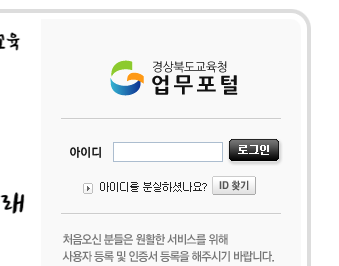 육
경상북도교육청
업무포털
아이디
로그인
아이디를 분실하셨나요? ID 찾기
래
처음오신 분들은 원활한 서비스를 위해
사용자 등록 및 인증서 등록을 해주시기 바랍니다.